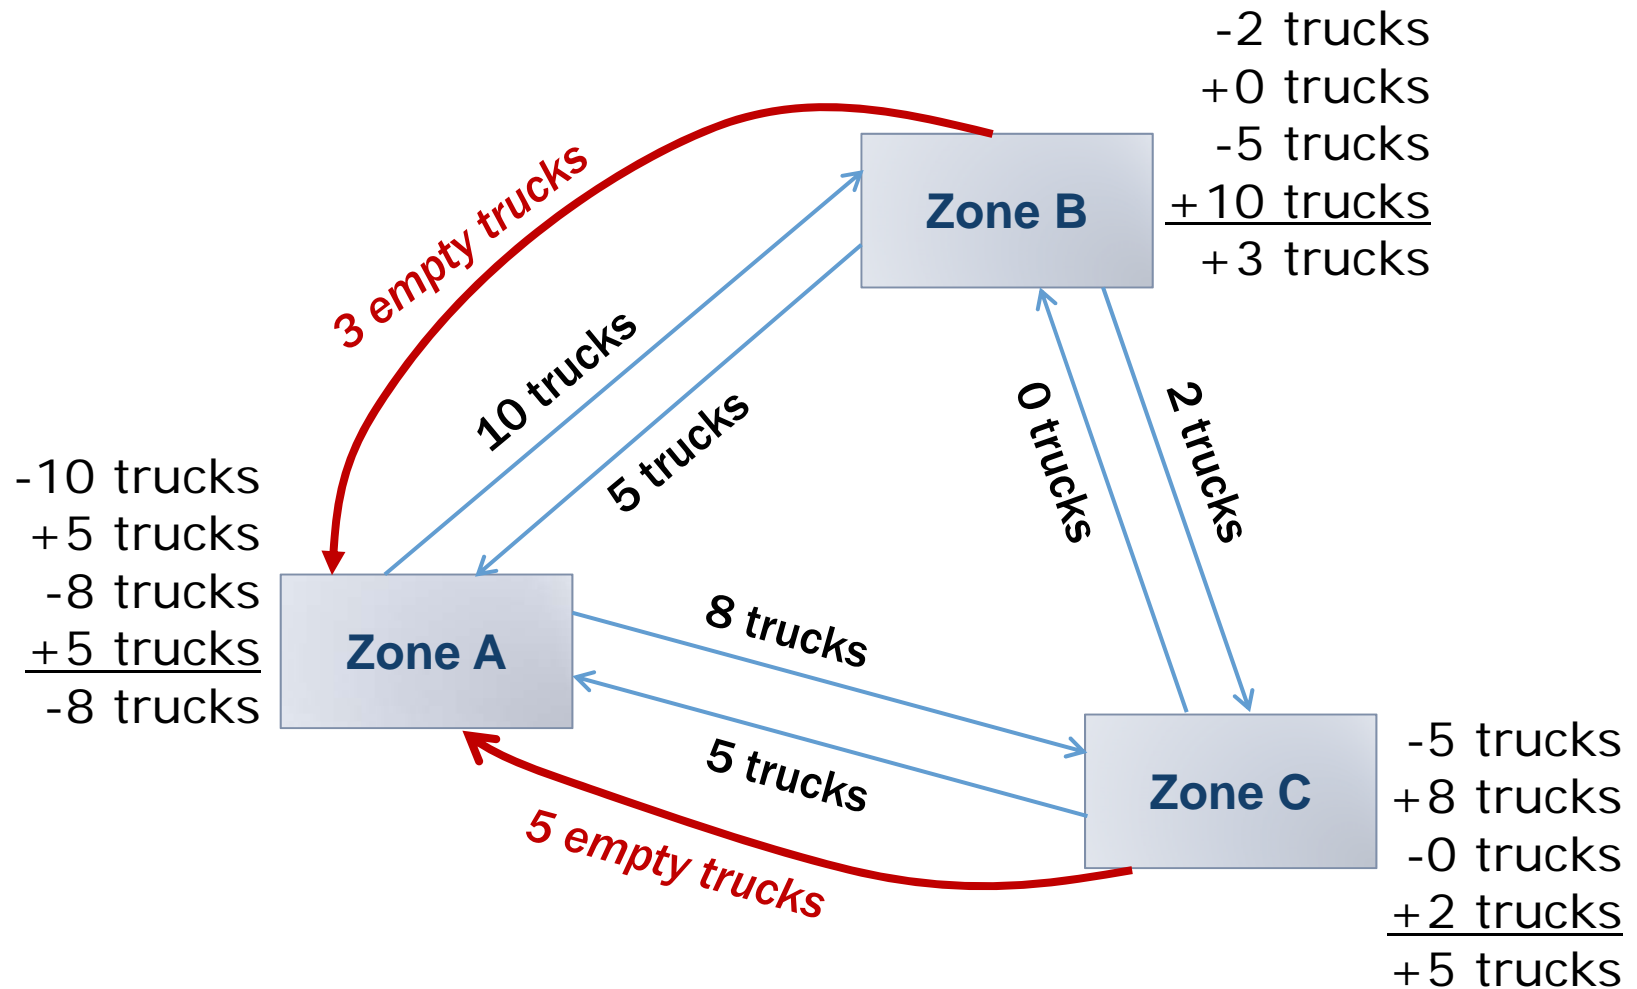 -2 trucks
+0 trucks
-5 trucks
+10 trucks
+3 trucks
Zone B
3 empty trucks
10 trucks
5 trucks
0 trucks
2 trucks
-10 trucks
+5 trucks
-8 trucks
+5 trucks
-8 trucks
Zone A
8 trucks
5 trucks
5 empty trucks
Zone C
-5 trucks
+8 trucks
-0 trucks
+2 trucks
+5 trucks